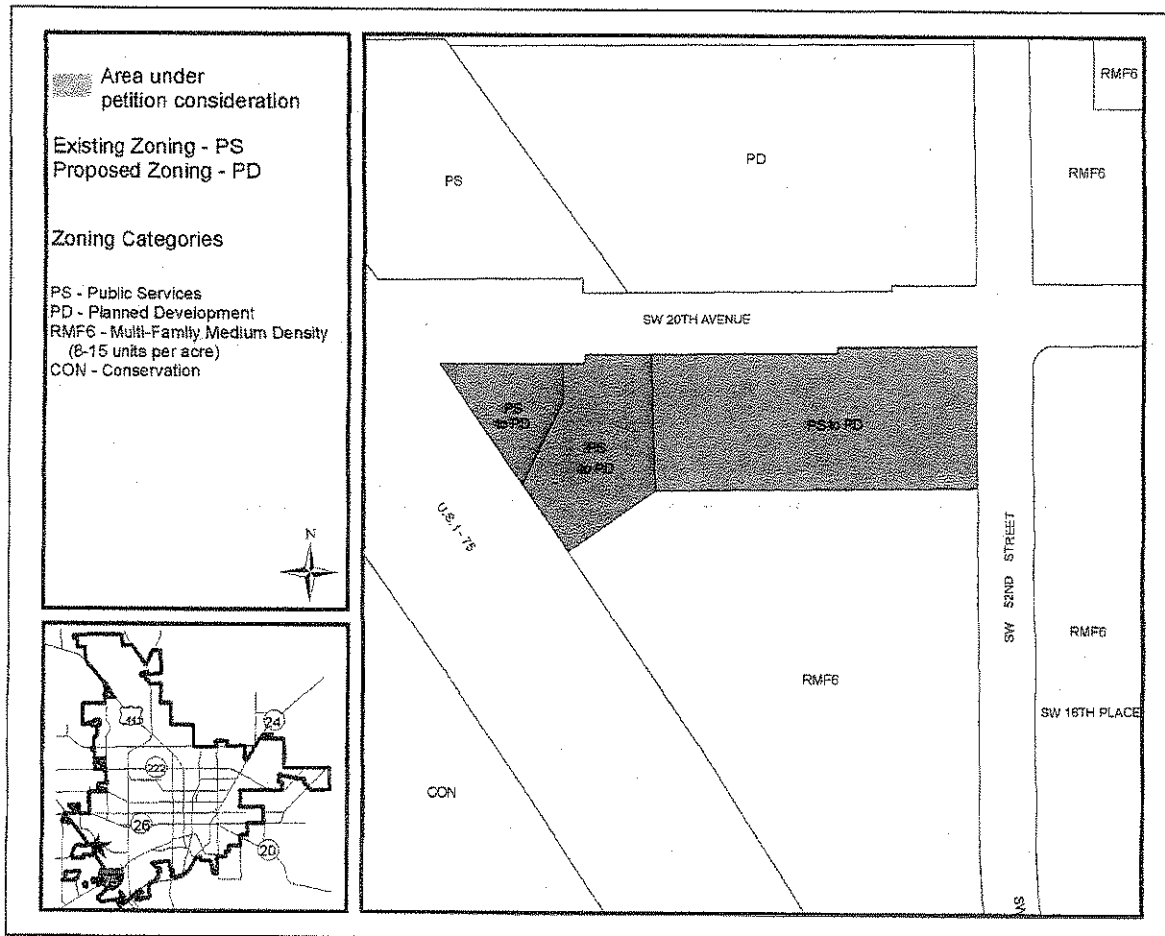 Area under
petition consideration
Existing Zoning - PS
Proposed Zoning - PD
Zoning Categories
PS - Public Services
PD - Planned Development
RMF6 - Multi-Family Medium Density
(8-15 units per acre)
CON - Conservation
N
441
24
222
26
20
PS
PD
RMF6
RMF6
SW 20TH AVENUE
PS
to PD
PS
to PD
PS to PD
U.S. I - 75
SW 52ND STREET
RMF6
RMF6
SW 16TH PLACE
CON
SW